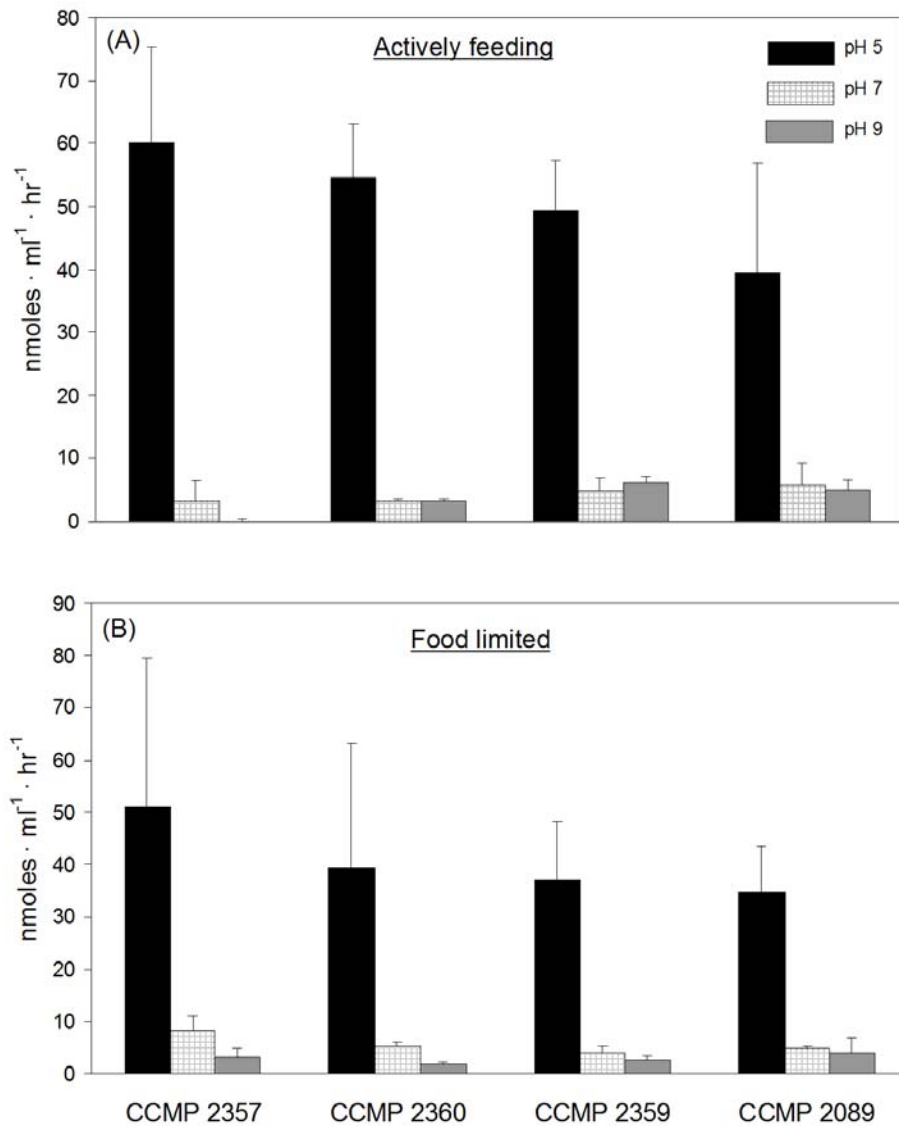 (A)
Actively feeding
pH 5
pH 7
pH 9
80
70
60
50
40
30
20
10
0
nmoles · ml⁻¹ · hr⁻¹
(B)
Food limited
90
80
70
60
50
40
30
20
10
0
nmoles · ml⁻¹ · hr⁻¹
CCMP 2357 CCMP 2360 CCMP 2359 CCMP 2089